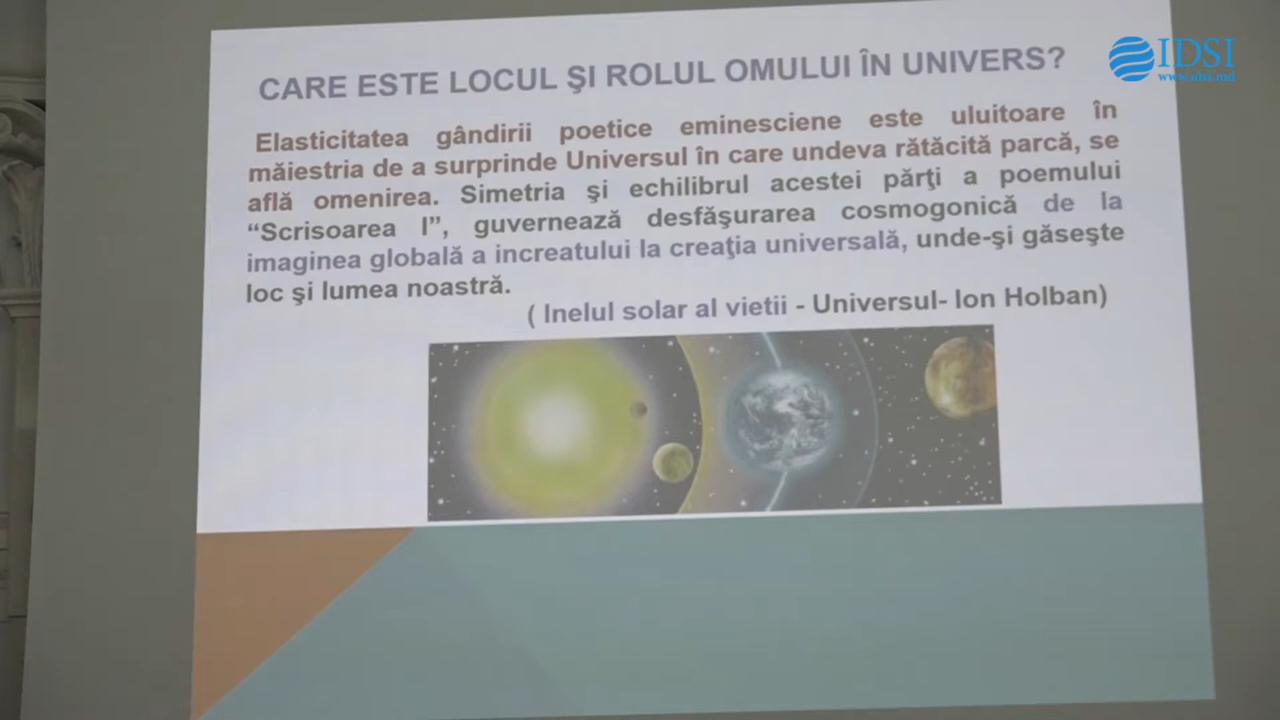 IDSI
www.idsi.md
CARE ESTE LOCUL ŞI ROLUL OMULUI ÎN UNIVERS?
Elasticitatea gândirii poetice eminesciene este uluitoare în
măiestria de a surprinde Universul în care undeva rătăcită parcă, se
află omenirea. Simetria şi echilibrul acestei părţi a poemului
“Scrisoarea I”, guvernează desfăşurarea cosmogonică de la
imaginea globală a increatului la creaţia universală, unde-şi găseşte
loc şi lumea noastră.
( Inelul solar al vietii - Universul- Ion Holban)